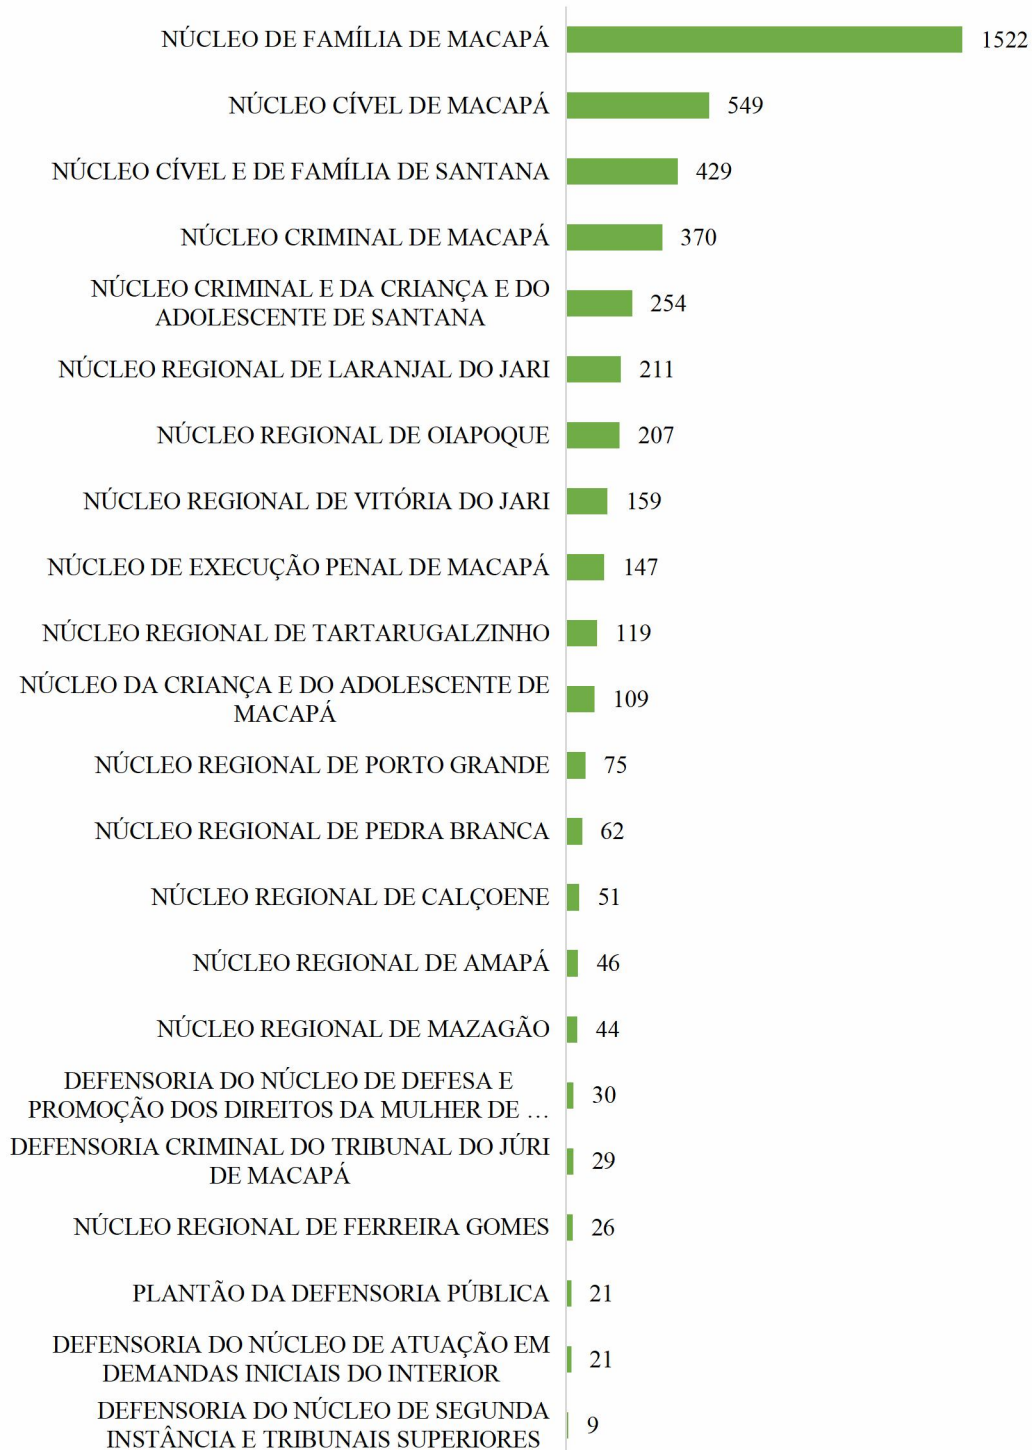 NÚCLEO DE FAMÍLIA DE MACAPÁ 1522
NÚCLEO CÍVEL DE MACAPÁ 549
NÚCLEO CÍVEL E DE FAMÍLIA DE SANTANA 429
NÚCLEO CRIMINAL DE MACAPÁ 370
NÚCLEO CRIMINAL E DA CRIANÇA E DO
ADOLESCENTE DE SANTANA 254
NÚCLEO REGIONAL DE LARANJAL DO JARI 211
NÚCLEO REGIONAL DE OIAPOQUE 207
NÚCLEO REGIONAL DE VITÓRIA DO JARI 159
NÚCLEO DE EXECUÇÃO PENAL DE MACAPÁ 147
NÚCLEO REGIONAL DE TARTARUGALZINHO 119
NÚCLEO DA CRIANÇA E DO ADOLESCENTE DE
MACAPÁ 109
NÚCLEO REGIONAL DE PORTO GRANDE 75
NÚCLEO REGIONAL DE PEDRA BRANCA 62
NÚCLEO REGIONAL DE CALÇOENE 51
NÚCLEO REGIONAL DE AMAPÁ 46
NÚCLEO REGIONAL DE MAZAGÃO 44
DEFENSORIA DO NÚCLEO DE DEFESA E
PROMOÇÃO DOS DIREITOS DA MULHER DE … 30
DEFENSORIA CRIMINAL DO TRIBUNAL DO JÚRI
DE MACAPÁ 29
NÚCLEO REGIONAL DE FERREIRA GOMES 26
PLANTÃO DA DEFENSORIA PÚBLICA 21
DEFENSORIA DO NÚCLEO DE ATUAÇÃO EM
DEMANDAS INICIAIS DO INTERIOR 21
DEFENSORIA DO NÚCLEO DE SEGUNDA
INSTÂNCIA E TRIBUNAIS SUPERIORES 9